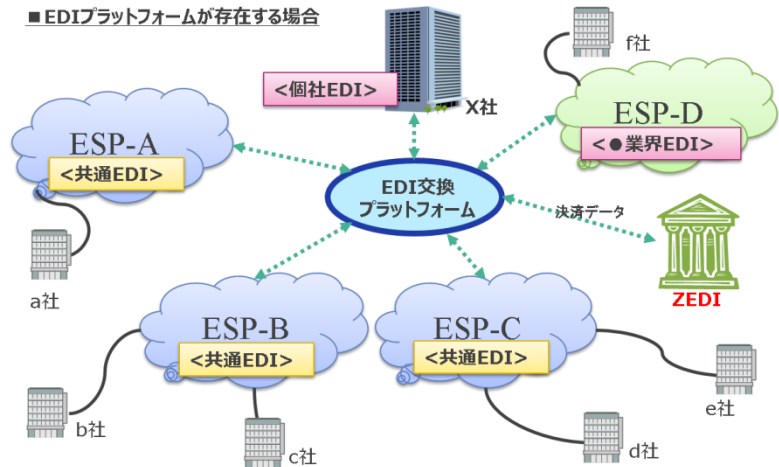 ■EDIプラットフォームが存在する場合
f社
<個社EDI>
X社
ESP-D
<●業界EDI>
ESP-A
<共通EDI>
EDI交換
プラットフォーム
決済データ
ZEDI
a社
ESP-B
<共通EDI>
ESP-C
<共通EDI>
b社
c社
d社
e社